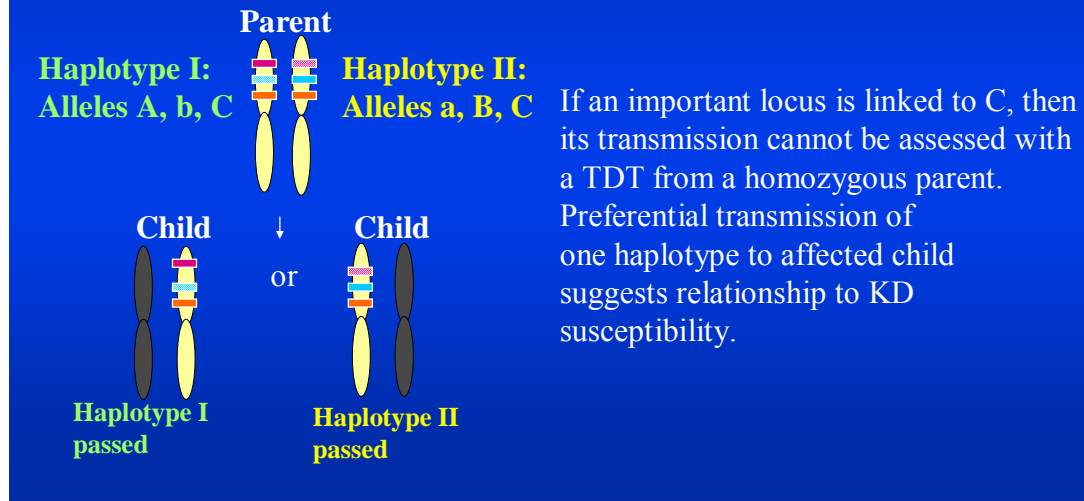 Parent
Haplotype I:
Alleles A, b, C
Haplotype II:
Alleles a, B, C
If an important locus is linked to C, then
its transmission cannot be assessed with
a TDT from a homozygous parent.
Preferential transmission of
one haplotype to affected child
suggests relationship to KD
susceptibility.
Child
↓
Child
or
Haplotype I
passed
Haplotype II
passed